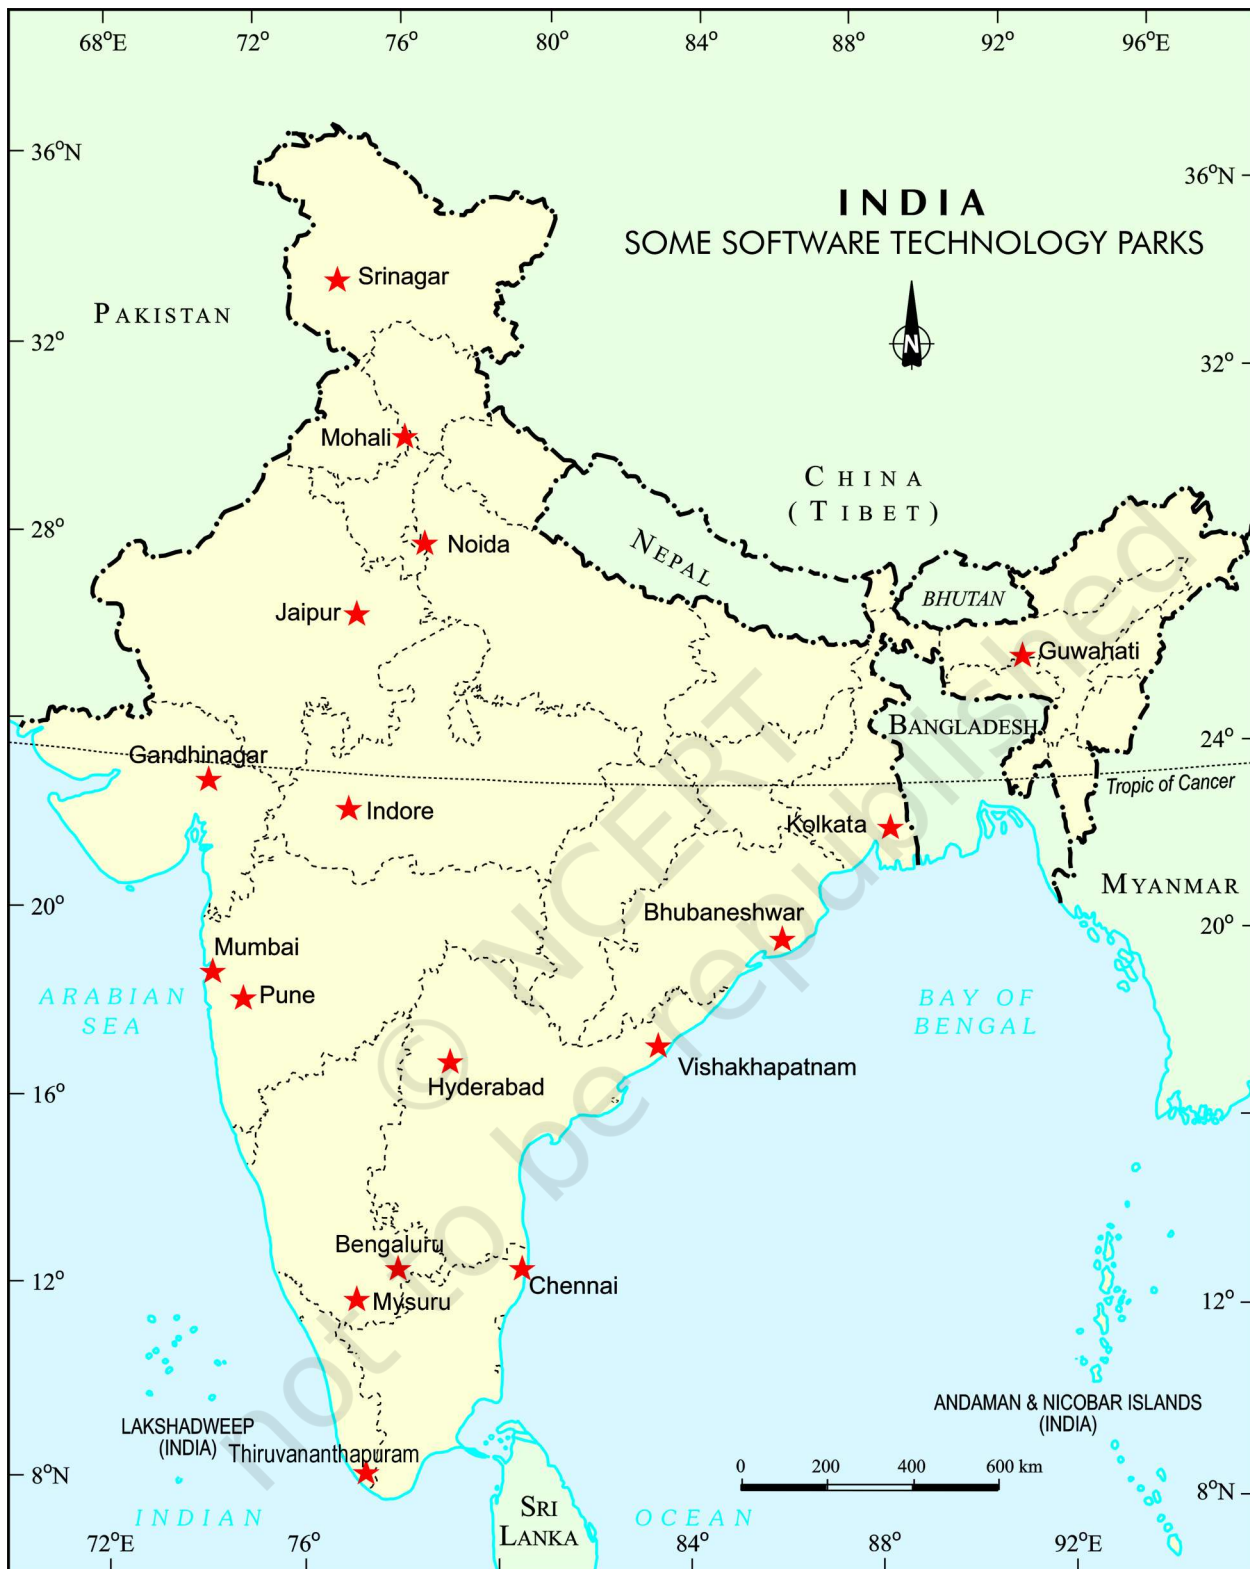 68°E 72° 76° 80° 84° 88° 92° 96°E
36°N
36°N
INDIA
SOME SOFTWARE TECHNOLOGY PARKS
N
Srinagar
PAKISTAN
32°
32°
Mohali
CHINA
(TIBET)
28°
Noida
NEPAL
BHUTAN
Jaipur
Guwahati
BANGLADESH
24°
Gandhinagar
Tropic of Cancer
Indore
Kolkata
MYANMAR
20°
20°
Bhubaneshwar
Mumbai
Pune
ARABIAN
SEA
BAY OF
BENGAL
Vishakhapatnam
Hyderabad
16°
© NCERT
not to be republished
Bengaluru
12°
12°
Chennai
Mysuru
ANDAMAN & NICOBAR ISLANDS
(INDIA)
LAKSHADWEEP
(INDIA)
Thiruvananthapuram
8°N
8°N
0 200 400 600 km
SRI
LANKA
INDIAN OCEAN
72°E 76° 84° 88° 92°E